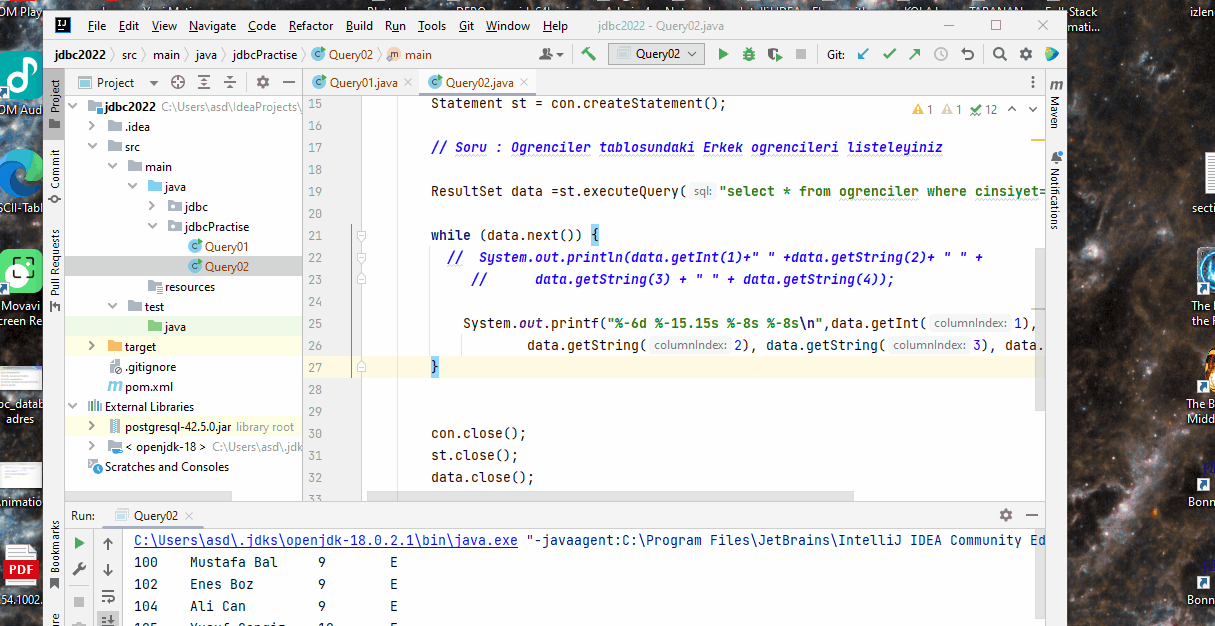 File Edit View Navigate Code Refactor Build Run Tools Git Window Help jdbc2022 - Query02.java
jdbc2022 src main java jdbcPractise Query02 main Query02 Git:
Project Query01.java Query02.java
jdbc2022 C:\Users\asd\IdeaProjects\
.idea
src
main
java
jdbc
jdbcPractise
Query01
Query02
resources
test
java
target
.gitignore
pom.xml
External Libraries
postgresql-42.5.0.jar library root
< openjdk-18 > C:\Users\asd\.jdk
Scratches and Consoles
Project
Commit
Pull Requests
Bookmarks
1 1 12
15 Statement st = con.createStatement();
16
17 // Soru : Ogrenciler tablosundaki Erkek ogrencileri listeleyiniz
18
19 ResultSet data =st.executeQuery( sql: "select * from ogrenciler where cinsiyet=
20
21 while (data.next()) {
22 // System.out.println(data.getInt(1)+" " +data.getString(2)+ " " +
23 // data.getString(3) + " " + data.getString(4));
24
25 System.out.printf("%-6d %-15.15s %-8s %-8s\n",data.getInt( columnIndex: 1),
26 data.getString( columnIndex: 2), data.getString( columnIndex: 3), data.
27 }
28
29
30 con.close();
31 st.close();
32 data.close();
33
Maven
Notifications
Run: Query02
C:\Users\asd\.jdks\openjdk-18.0.2.1\bin\java.exe "-javaagent:C:\Program Files\JetBrains\IntelliJ IDEA Community Ed
100 Mustafa Bal 9 E
102 Enes Boz 9 E
104 Ali Can 9 E
OM Aud
SCII-Tabl
Movavi
creen Re
oc_datab
adres
nimatio
PDF
54.1002.
Stack
mati...
izlen
secti
The
the F
The B
Midd
Bonn
Bonn